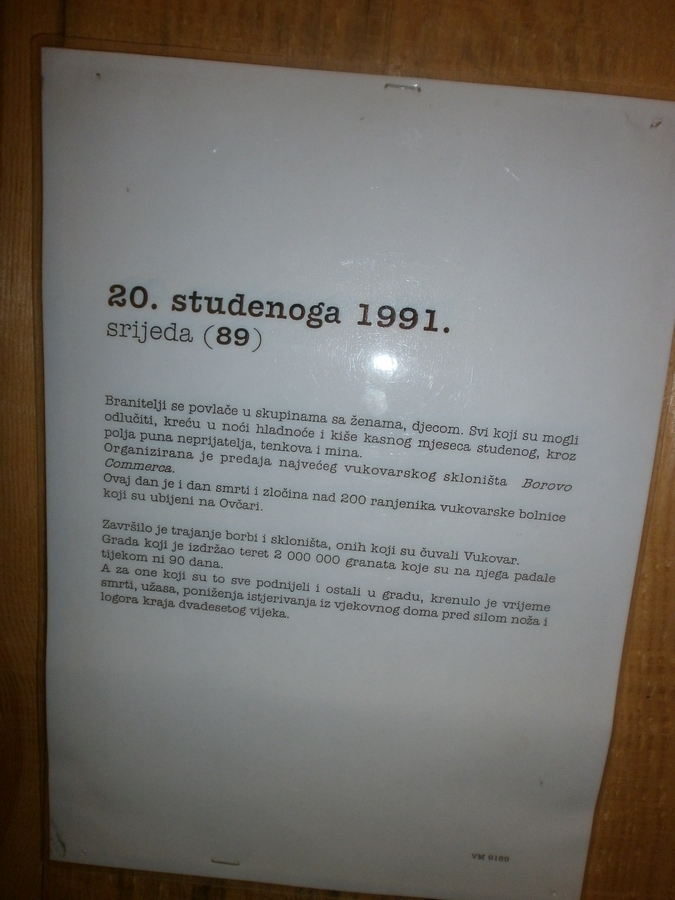 20. studenoga 1991.
srijeda (89)
Branitelji se povlače u skupinama sa ženama, djecom. Svi koji su mogli
odlučiti, kreću u noći hladnoće i kiše kasnog mjeseca studenog, kroz
polja puna neprijatelja, tenkova i mina.
Organizirana je predaja najvećeg vukovarskog skloništa Borovo
Commerca.
Ovaj dan je i dan smrti i zločina nad 200 ranjenika vukovarske bolnice
koji su ubijeni na Ovčari.
Završilo je trajanje borbi i skloništa, onih koji su čuvali Vukovar.
Grada koji je izdržao teret 2 000 000 granata koje su na njega padale
tijekom ni 90 dana.
A za one koji su to sve podnijeli i ostali u gradu, krenulo je vrijeme
smrti, užasa, poniženja istjerivanja iz vjekovnog doma pred silom noža i
logora kraja dvadesetog vijeka.
VM 9189